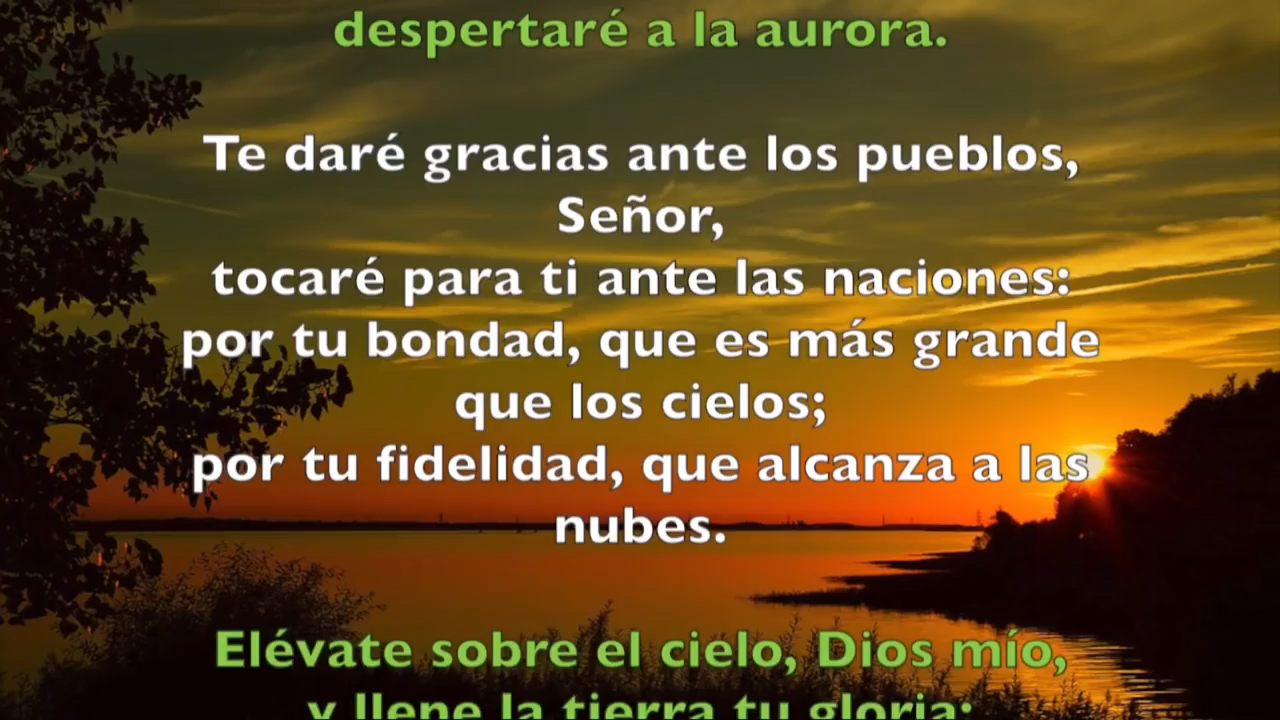 despertaré a la aurora.
Te daré gracias ante los pueblos,
Señor,
tocaré para ti ante las naciones:
por tu bondad, que es más grande
que los cielos;
por tu fidelidad, que alcanza a las
nubes.
Elévate sobre el cielo, Dios mío,
y llene la tierra tu gloria;